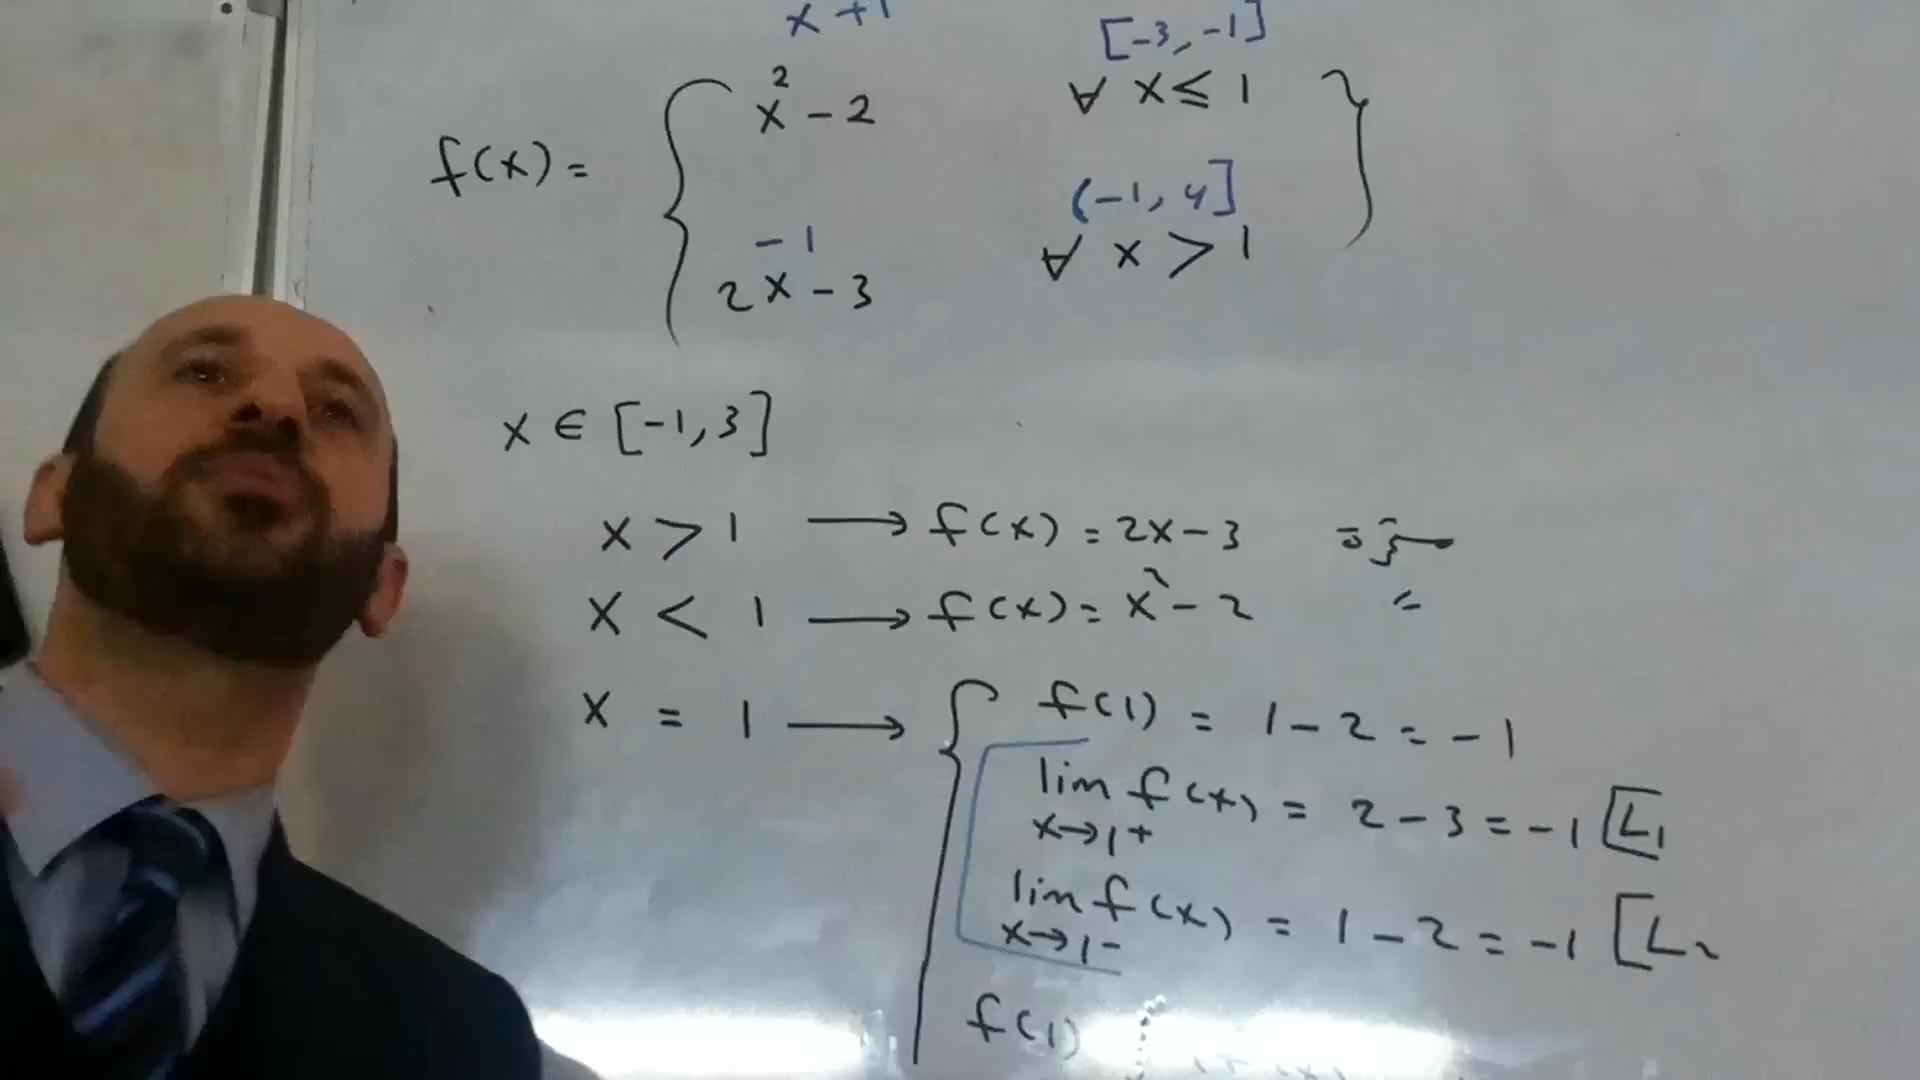 x + 1 [-3, -1]
x² - 2 ∀ x ≤ 1
f(x) =
(-1, 4]
-1 ∀ x > 1
2x - 3
x ∈ [-1, 3]
x > 1 → f(x) = 2x - 3
x < 1 → f(x) = x² - 2
x = 1 → f(1) = 1 - 2 = -1
lim f(x) = 2 - 3 = -1 L₁
x→1+
lim f(x) = 1 - 2 = -1 L₂
x→1-
f(1)